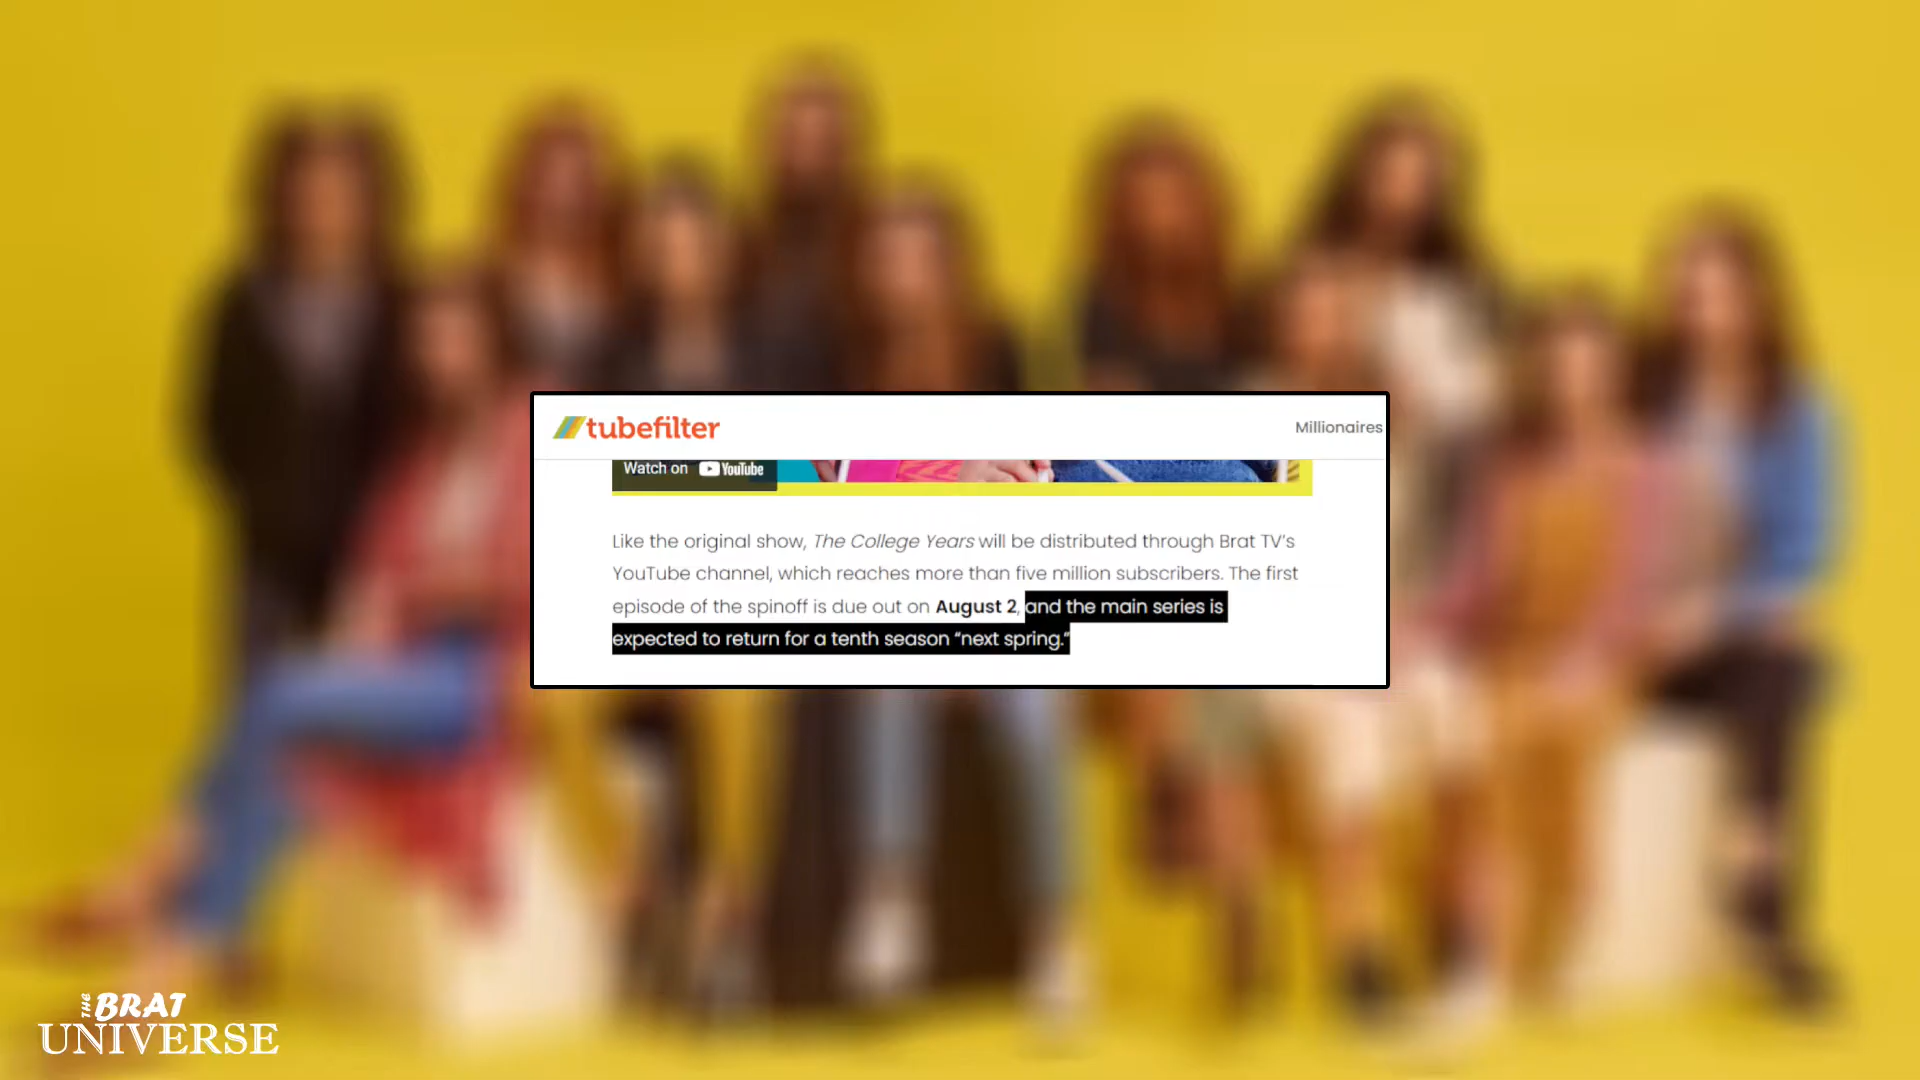 tubefilter
Millionaires
Watch on YouTube
Like the original show, The College Years will be distributed through Brat TV’s
YouTube channel, which reaches more than five million subscribers. The first
episode of the spinoff is due out on August 2, and the main series is
expected to return for a tenth season “next spring.”
THE BRAT
UNIVERSE